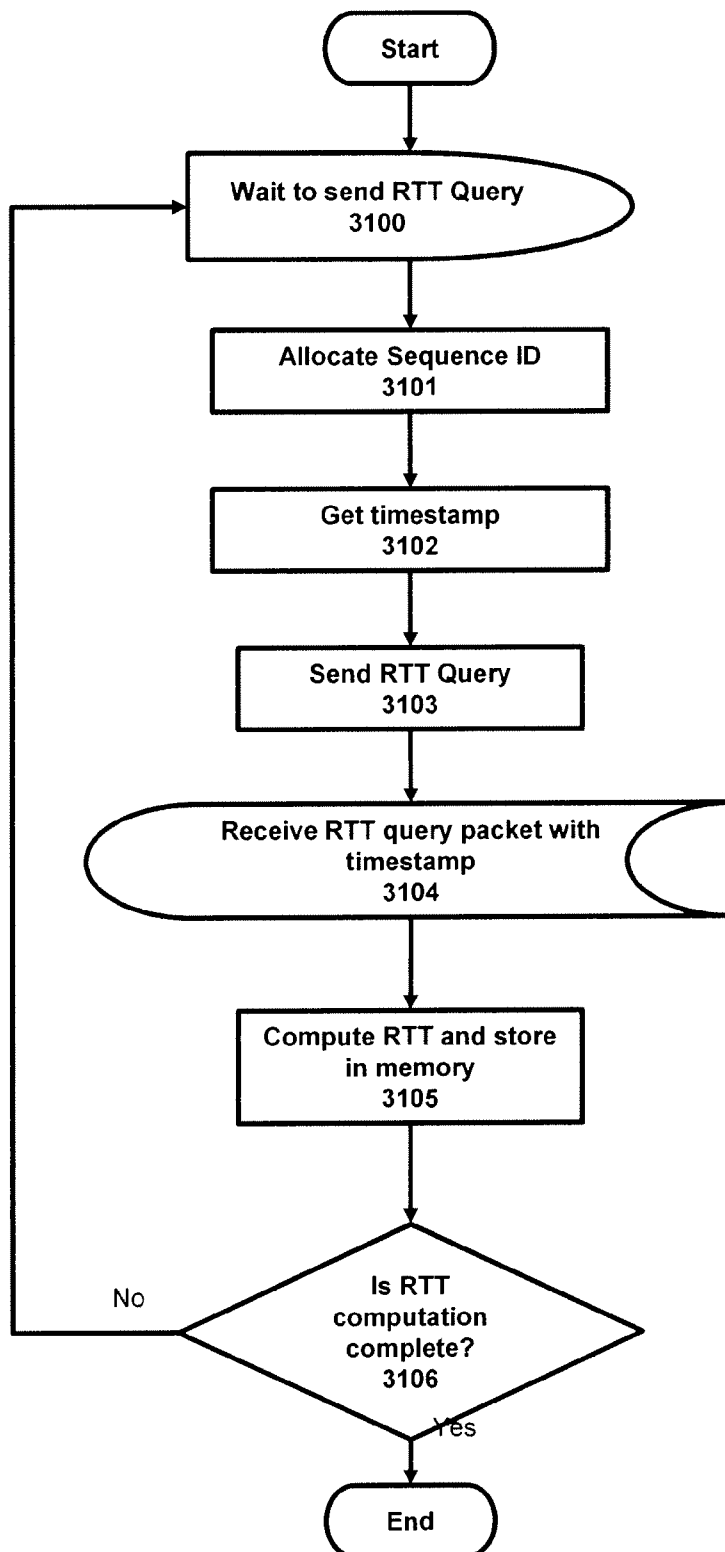 Start
Wait to send RTT Query
3100
Allocate Sequence ID
3101
Get timestamp
3102
Send RTT Query
3103
Receive RTT query packet with
timestamp
3104
Compute RTT and store
in memory
3105
Is RTT
computation
complete?
3106
No
Yes
End